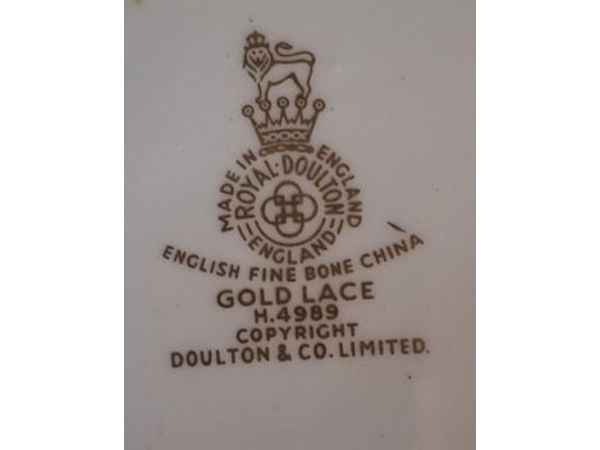 MADE IN ENGLAND
ROYAL·DOULTON
ENGLAND
ENGLISH FINE BONE CHINA
GOLD LACE
H.4989
COPYRIGHT
DOULTON & CO. LIMITED.